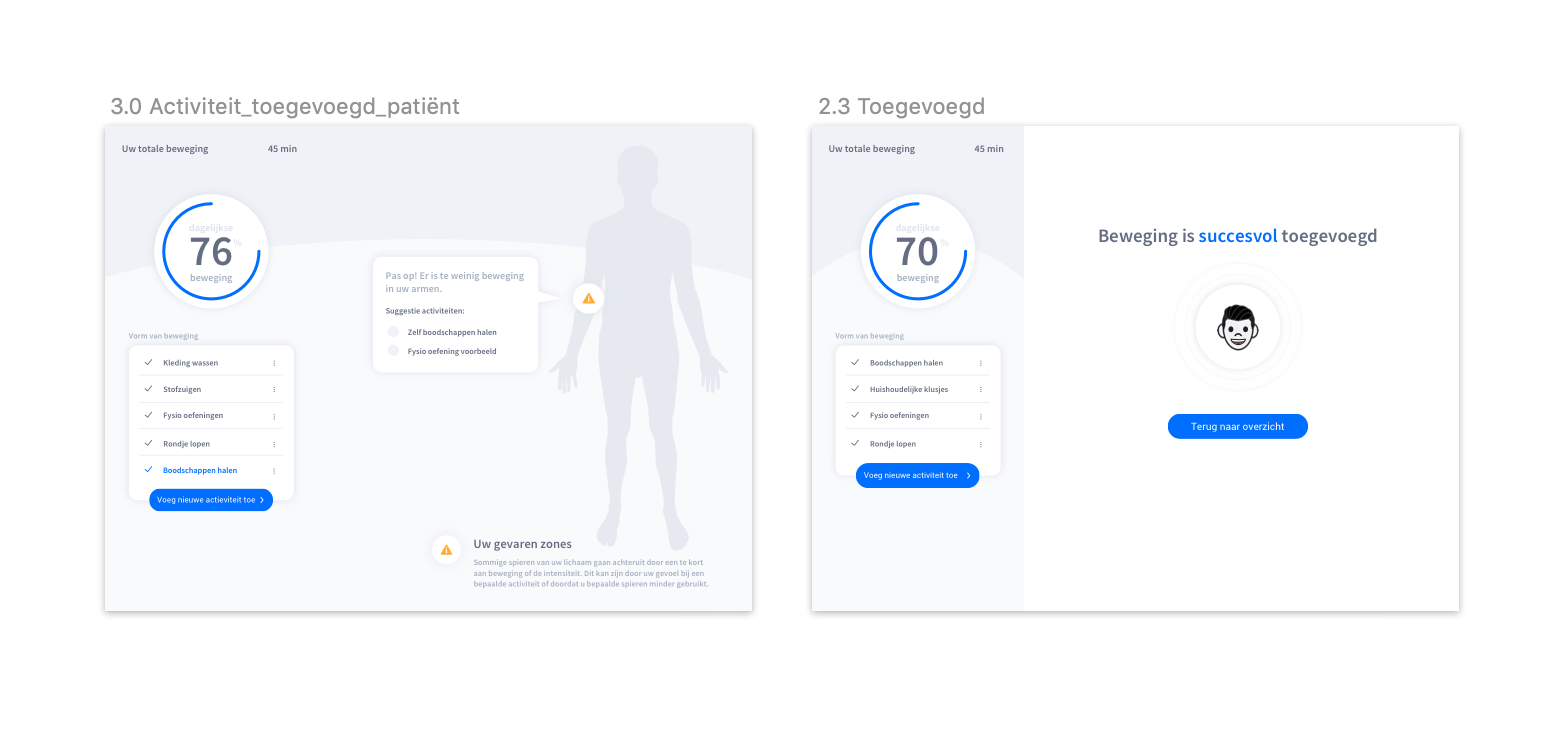 3.0 Activiteit_toegevoegd_patiënt
Uw totale beweging 45 min
dagelijkse
76%
beweging
Vorm van beweging
Kleding wassen
Stofzuigen
Fysio oefeningen
Rondje lopen
Boodschappen halen
Voeg nieuwe actieviteit toe
Pas op! Er is te weinig beweging
in uw armen.
Suggestie activiteiten:
Zelf boodschappen halen
Fysio oefening voorbeeld
Uw gevaren zones
Sommige spieren van uw lichaam gaan achteruit door een te kort
aan beweging of de intensiteit. Dit kan zijn door uw gevoel bij een
bepaalde activiteit of doordat u bepaalde spieren minder gebruikt.
2.3 Toegevoegd
Uw totale beweging 45 min
dagelijkse
70%
beweging
Vorm van beweging
Boodschappen halen
Huishoudelijke klusjes
Fysio oefeningen
Rondje lopen
Voeg nieuwe activiteit toe
Beweging is succesvol toegevoegd
Terug naar overzicht